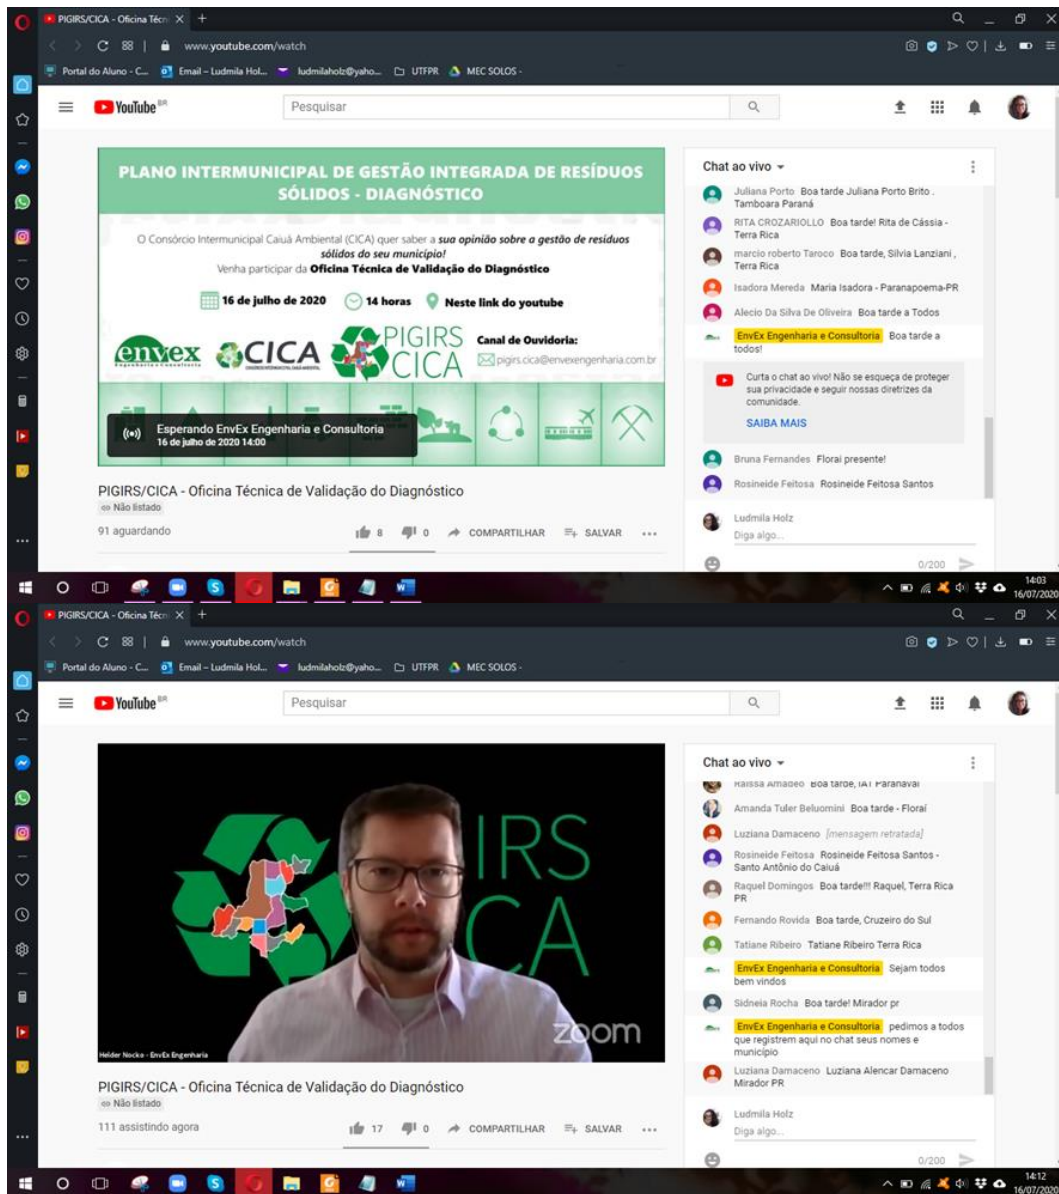 PIGIRS/CICA - Oficina Técn
www.youtube.com/watch
Portal do Aluno - C...
Email – Ludmila Hol...
ludmilaholz@yaho...
UTFPR
MEC SOLOS -
YouTube BR
Pesquisar
PLANO INTERMUNICIPAL DE GESTÃO INTEGRADA DE RESÍDUOS
SÓLIDOS - DIAGNÓSTICO
O Consórcio Intermunicipal Caiuá Ambiental (CICA) quer saber a sua opinião sobre a gestão de resíduos
sólidos do seu município!
Venha participar da Oficina Técnica de Validação do Diagnóstico
16 de julho de 2020
14 horas
Neste link do youtube
envex
Engenharia e Consultoria
CICA
CONSÓRCIO INTERMUNICIPAL CAIUÁ AMBIENTAL
PIGIRS
CICA
Canal de Ouvidoria:
pigirs.cica@envexengenharia.com.br
Esperando EnvEx Engenharia e Consultoria
16 de julho de 2020 14:00
PIGIRS/CICA - Oficina Técnica de Validação do Diagnóstico
Não listado
91 aguardando
8
0
COMPARTILHAR
SALVAR
Chat ao vivo
Juliana Porto Boa tarde Juliana Porto Brito .
Tamboara Paraná
RITA CROZARIOLLO Boa tarde! Rita de Cássia -
Terra Rica
marcio roberto Taroco Boa tarde, Silvia Lanziani ,
Terra Rica
Isadora Mereda Maria Isadora - Paranapoema-PR
Alecio Da Silva De Oliveira Boa tarde a Todos
EnvEx Engenharia e Consultoria Boa tarde a
todos!
Curta o chat ao vivo! Não se esqueça de proteger
sua privacidade e seguir nossas diretrizes da
comunidade.
SAIBA MAIS
Bruna Fernandes Florai presente!
Rosineide Feitosa Rosineide Feitosa Santos
Ludmila Holz
Diga algo...
0/200
14:03
16/07/2020
PIGIRS/CICA - Oficina Técn
www.youtube.com/watch
Portal do Aluno - C...
Email – Ludmila Hol...
ludmilaholz@yaho...
UTFPR
MEC SOLOS -
YouTube BR
Pesquisar
IRS
CA
zoom
Helder Nocko - EnvEx Engenharia
PIGIRS/CICA - Oficina Técnica de Validação do Diagnóstico
Não listado
111 assistindo agora
17
0
COMPARTILHAR
SALVAR
Chat ao vivo
Raissa Amadeo Boa tarde, IAT Paranavaí
Amanda Tuler Beluomini Boa tarde - Floraí
Luziana Damaceno [mensagem retratada]
Rosineide Feitosa Rosineide Feitosa Santos -
Santo Antônio do Caiuá
Raquel Domingos Boa tarde!!! Raquel, Terra Rica
PR
Fernando Rovida Boa tarde, Cruzeiro do Sul
Tatiane Ribeiro Tatiane Ribeiro Terra Rica
EnvEx Engenharia e Consultoria Sejam todos
bem vindos
Sidneia Rocha Boa tarde! Mirador pr
EnvEx Engenharia e Consultoria pedimos a todos
que registrem aqui no chat seus nomes e
município
Luziana Damaceno Luziana Alencar Damaceno
Mirador PR
Ludmila Holz
Diga algo...
0/200
14:12
16/07/2020